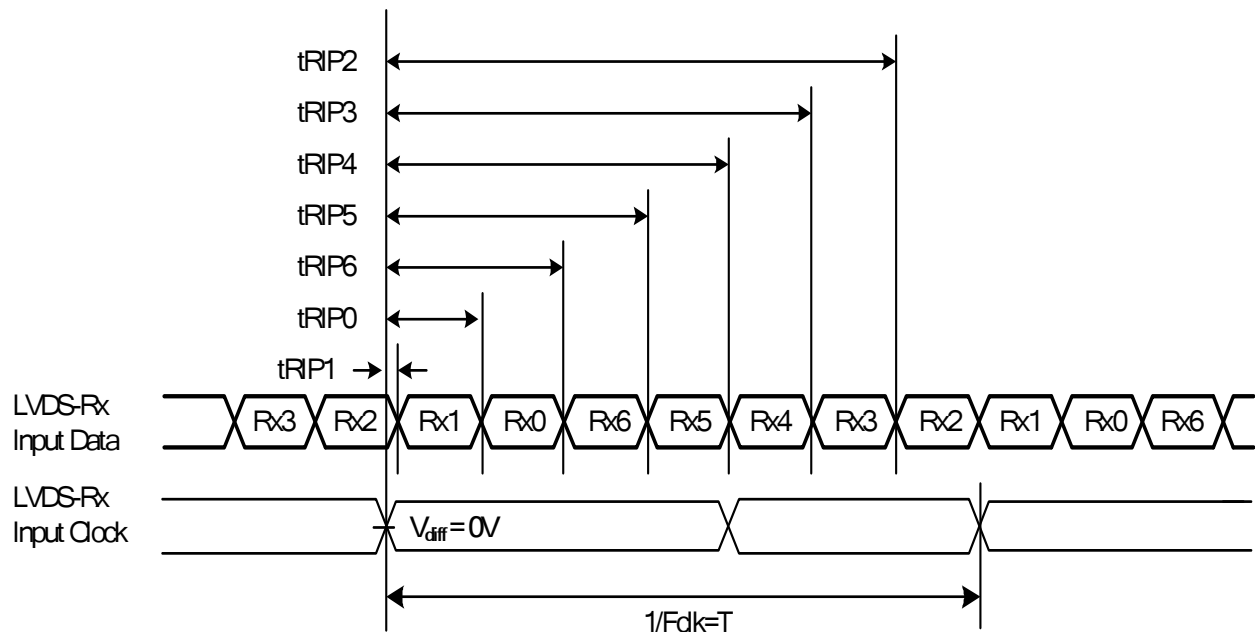 tRIP2
tRIP3
tRIP4
tRIP5
tRIP6
tRIP0
tRIP1
LVDS-Rx
Input Data
Rx3 Rx2 Rx1 Rx0 Rx6 Rx5 Rx4 Rx3 Rx2 Rx1 Rx0 Rx6
LVDS-Rx
Input Clock
Vdiff = 0V
1/Fclk=T